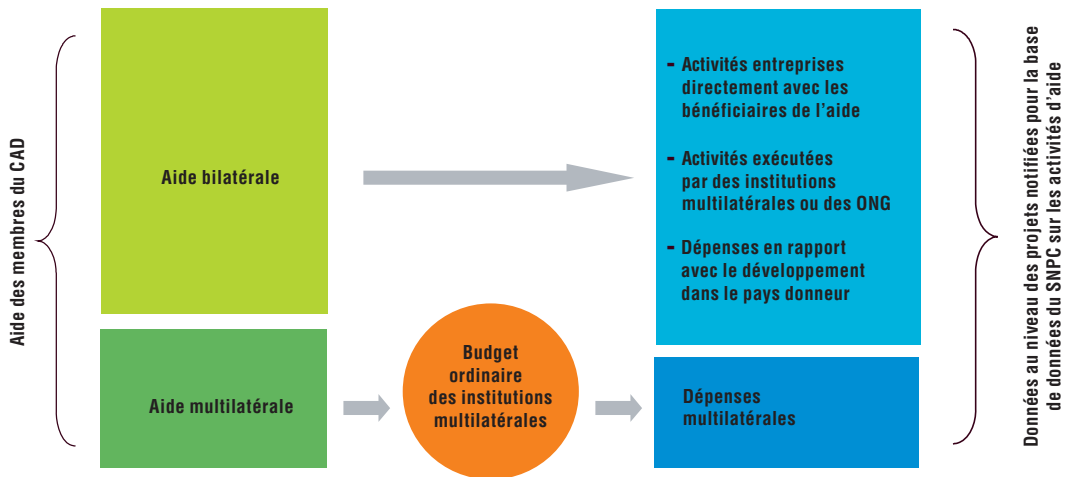 Aide des membres du CAD
Aide bilatérale
- Activités entreprises
directement avec les
bénéficiaires de l'aide
- Activités exécutées
par des institutions
multilatérales ou des ONG
- Dépenses en rapport
avec le développement
dans le pays donneur
Aide multilatérale
Budget
ordinaire
des institutions
multilatérales
Dépenses
multilatérales
Données au niveau des projets notifiées pour la base
de données du SNPC sur les activités d'aide